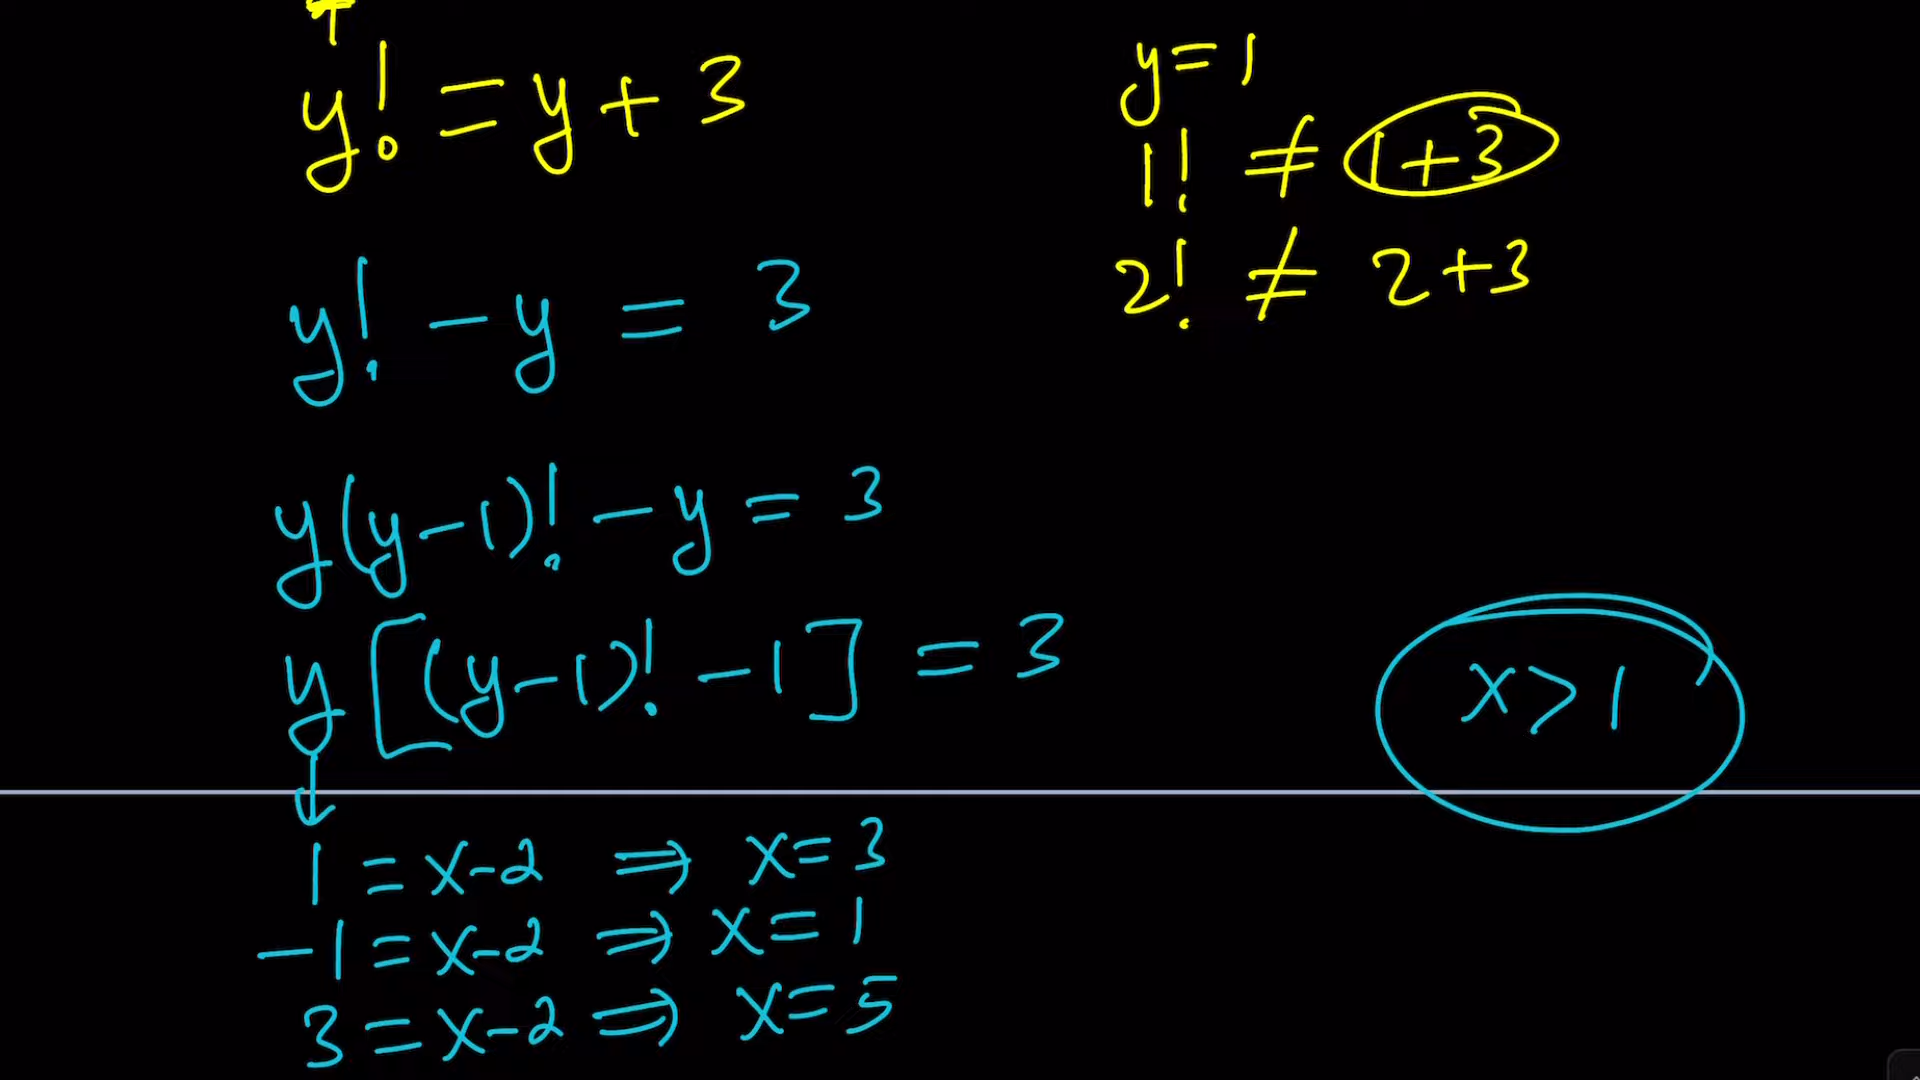 y! = y + 3
y! - y = 3
y(y-1)! - y = 3
y[(y-1)! - 1] = 3
1 = x-2 ⇒ x = 3
-1 = x-2 ⇒ x = 1
3 = x-2 ⇒ x = 5
y = 1
1! ≠ 1+3
2! ≠ 2+3
x > 1